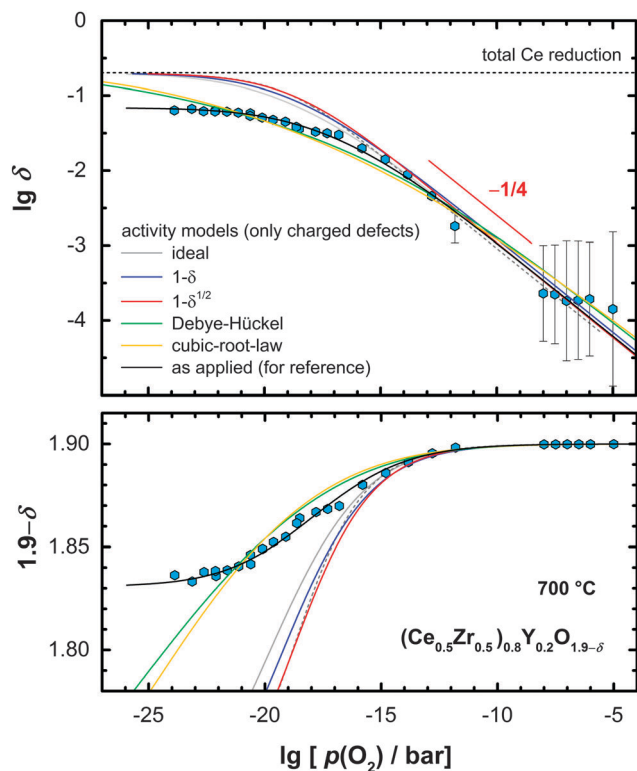 total Ce reduction
-1
-2
-3
-4
lg δ
–1/4
activity models (only charged defects)
ideal
1-δ
1-δ^1/2
Debye-Hückel
cubic-root-law
as applied (for reference)
1.90
1.85
1.80
1.9–δ
700 °C
(Ce₀.₅Zr₀.₅)₀.₈Y₀.₂O₁.₉₋δ
-25 -20 -15 -10 -5
lg [ p(O₂) / bar]